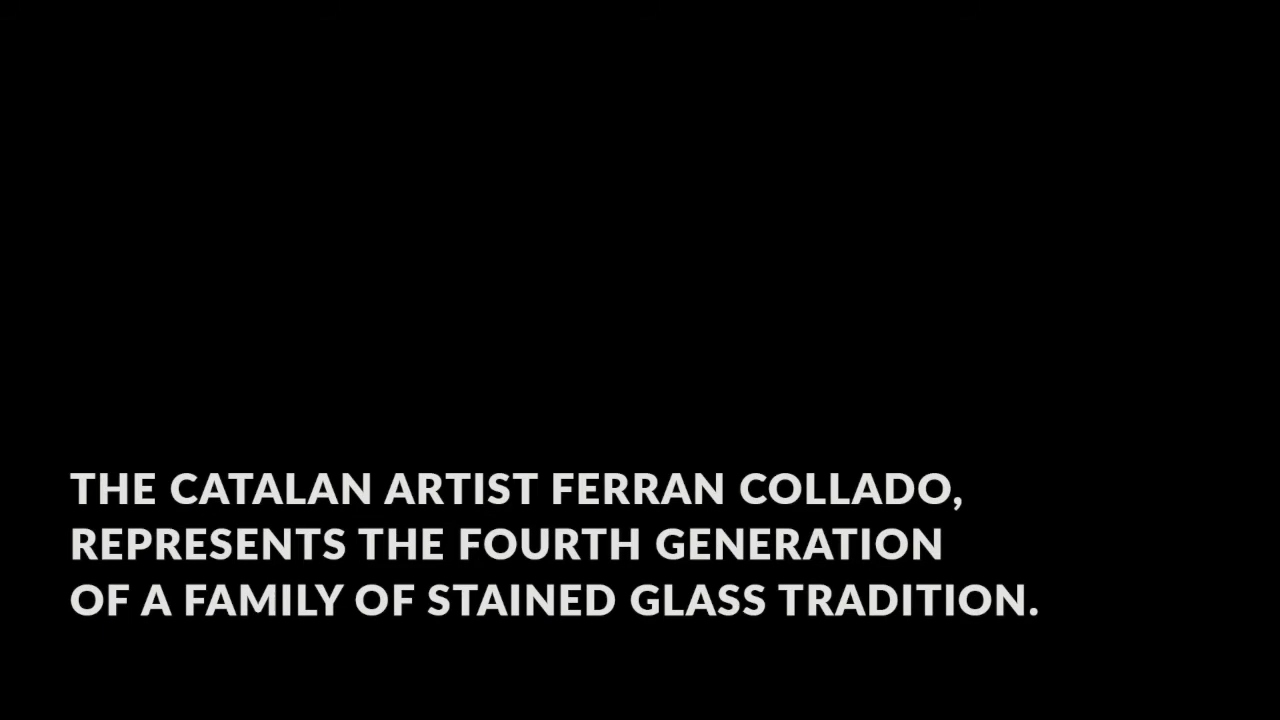 THE CATALAN ARTIST FERRAN COLLADO,
REPRESENTS THE FOURTH GENERATION
OF A FAMILY OF STAINED GLASS TRADITION.